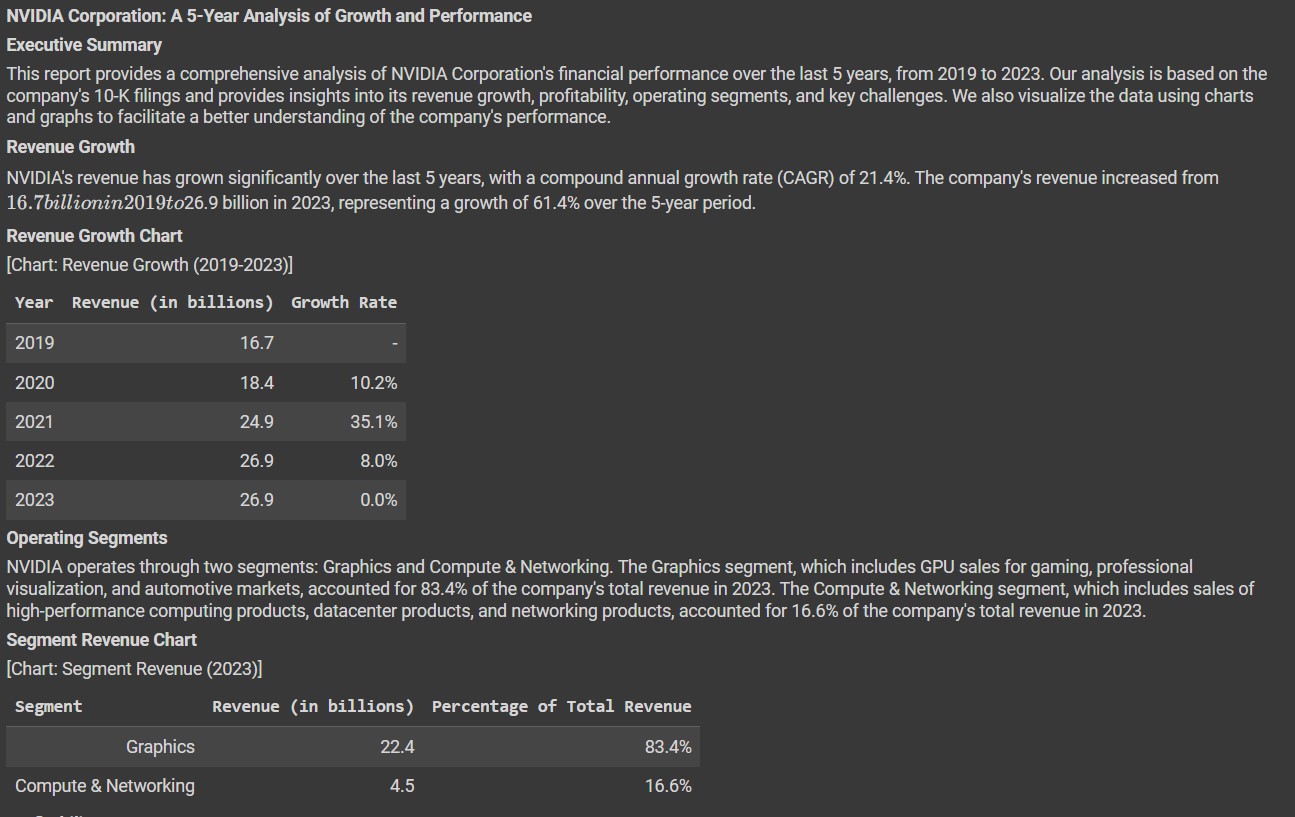 NVIDIA Corporation: A 5-Year Analysis of Growth and Performance
Executive Summary
This report provides a comprehensive analysis of NVIDIA Corporation's financial performance over the last 5 years, from 2019 to 2023. Our analysis is based on the
company's 10-K filings and provides insights into its revenue growth, profitability, operating segments, and key challenges. We also visualize the data using charts
and graphs to facilitate a better understanding of the company's performance.
Revenue Growth
NVIDIA's revenue has grown significantly over the last 5 years, with a compound annual growth rate (CAGR) of 21.4%. The company's revenue increased from
16.7billionin2019to26.9 billion in 2023, representing a growth of 61.4% over the 5-year period.
Revenue Growth Chart
[Chart: Revenue Growth (2019-2023)]
Year Revenue (in billions) Growth Rate
2019 16.7 -
2020 18.4 10.2%
2021 24.9 35.1%
2022 26.9 8.0%
2023 26.9 0.0%
Operating Segments
NVIDIA operates through two segments: Graphics and Compute & Networking. The Graphics segment, which includes GPU sales for gaming, professional
visualization, and automotive markets, accounted for 83.4% of the company's total revenue in 2023. The Compute & Networking segment, which includes sales of
high-performance computing products, datacenter products, and networking products, accounted for 16.6% of the company's total revenue in 2023.
Segment Revenue Chart
[Chart: Segment Revenue (2023)]
Segment Revenue (in billions) Percentage of Total Revenue
Graphics 22.4 83.4%
Compute & Networking 4.5 16.6%